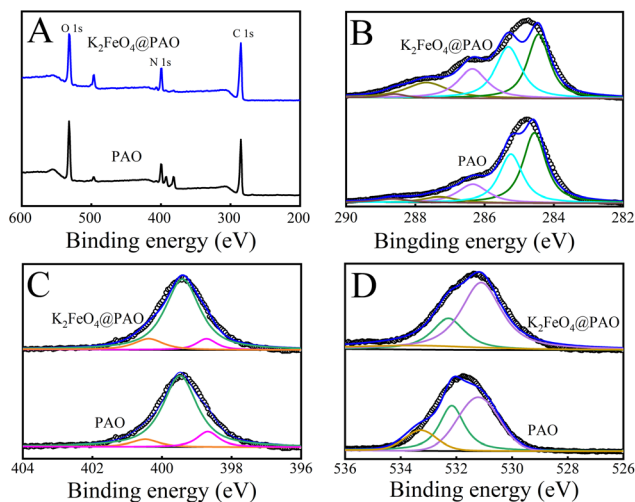 A
O 1s
K₂FeO₄@PAO
N 1s
C 1s
PAO
600 500 400 300 200
Binding energy (eV)
B
K₂FeO₄@PAO
PAO
290 288 286 284 282
Bingding energy (eV)
C
K₂FeO₄@PAO
PAO
404 402 400 398 396
Binding energy (eV)
D
K₂FeO₄@PAO
PAO
536 534 532 530 528 526
Binding energy (eV)